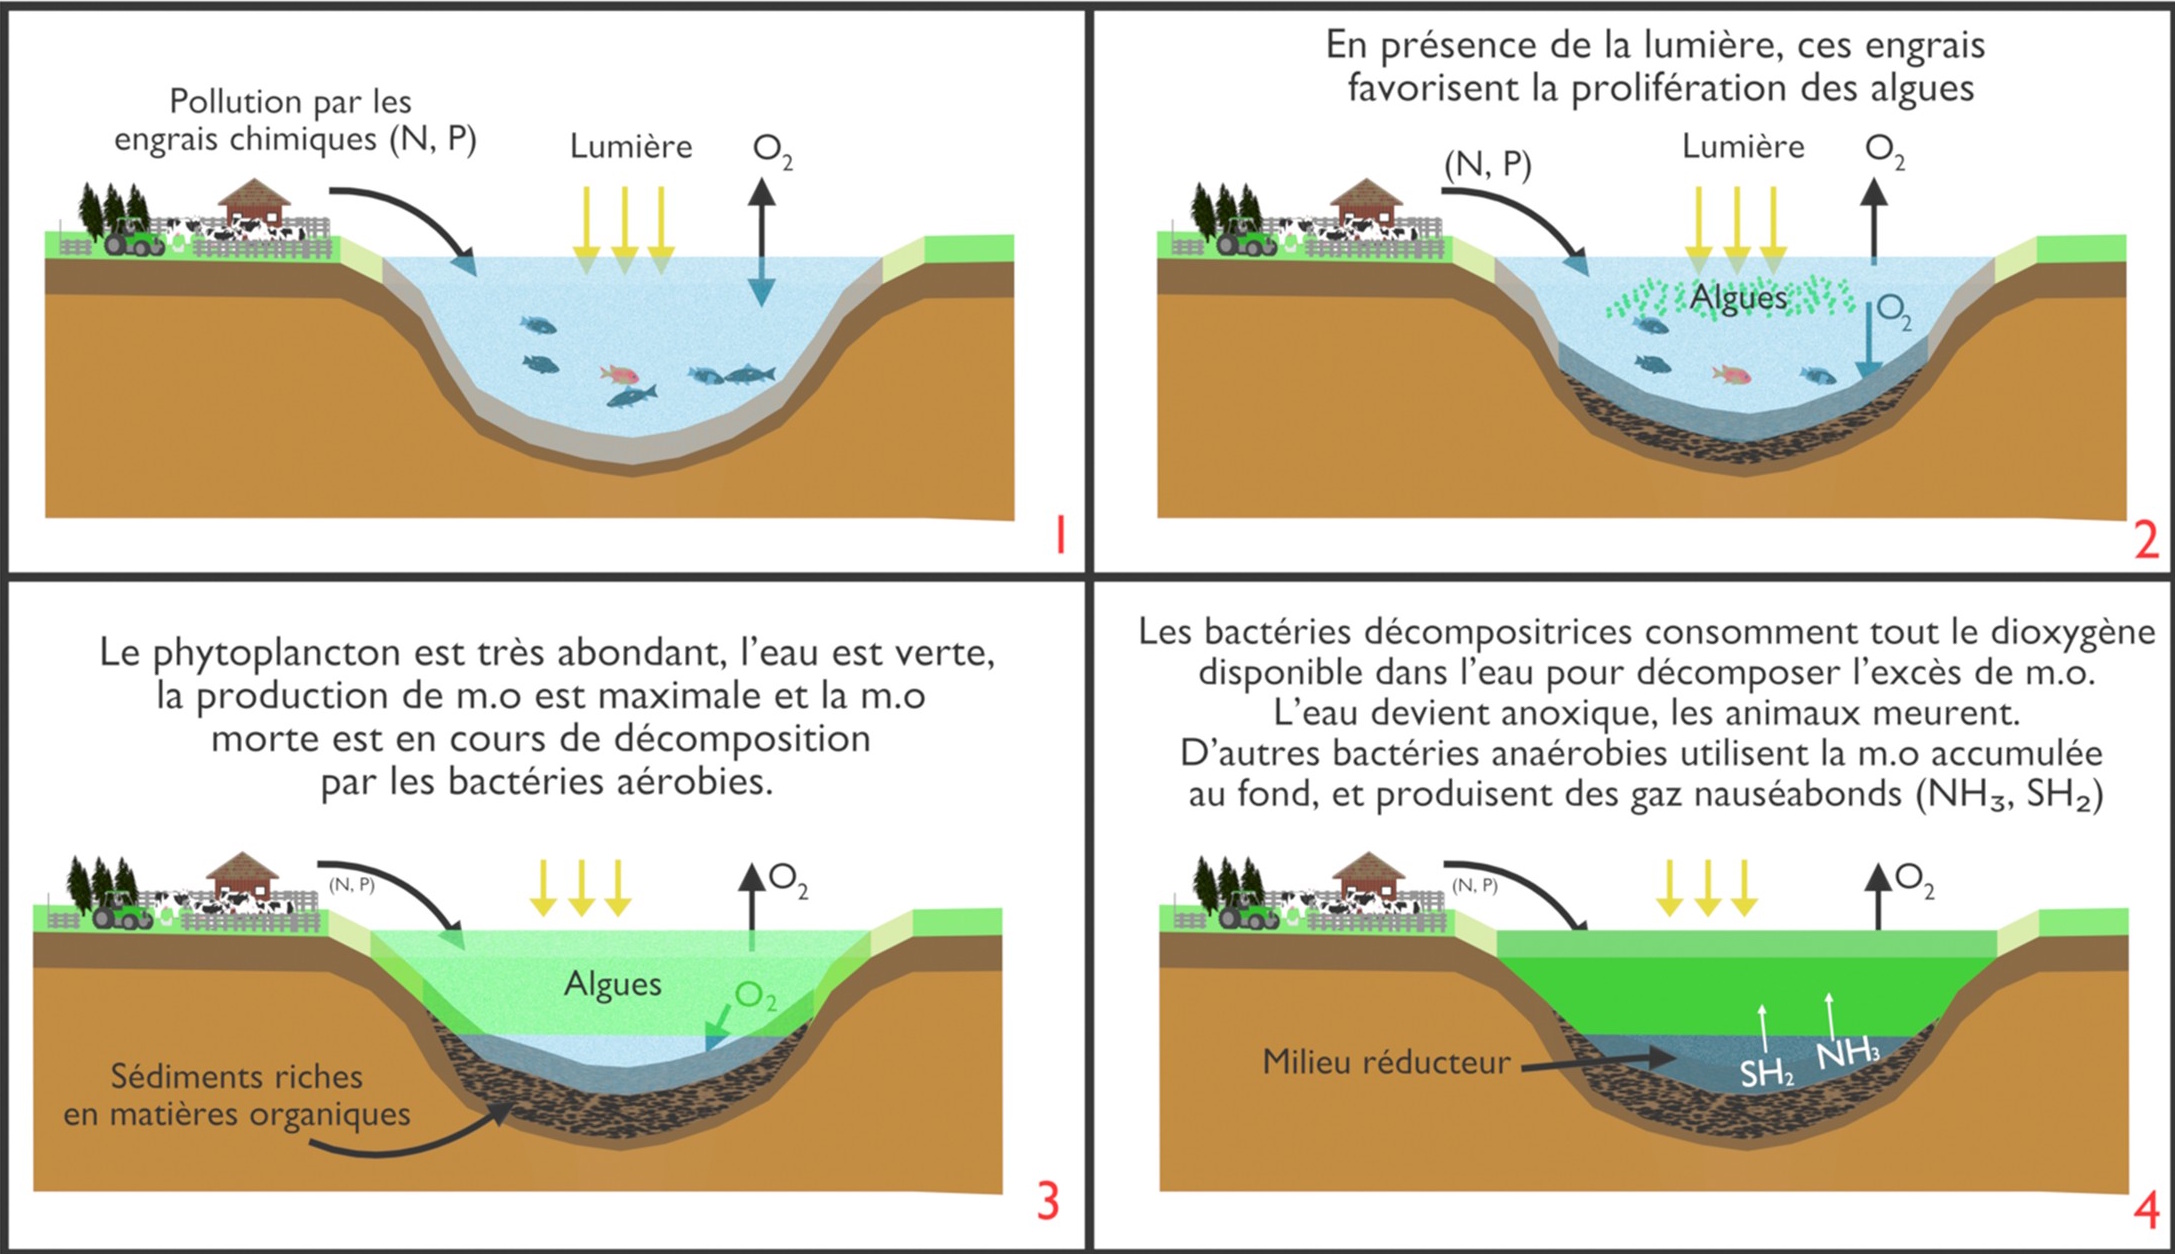 Pollution par les
engrais chimiques (N, P)
Lumière
O₂
1
En présence de la lumière, ces engrais
favorisent la prolifération des algues
(N, P)
Lumière
O₂
Algues
O₂
2
Le phytoplancton est très abondant, l'eau est verte,
la production de m.o est maximale et la m.o
morte est en cours de décomposition
par les bactéries aérobies.
(N, P)
O₂
Algues
O₂
Sédiments riches
en matières organiques
3
Les bactéries décompositrices consomment tout le dioxygène
disponible dans l'eau pour décomposer l'excès de m.o.
L'eau devient anoxique, les animaux meurent.
D'autres bactéries anaérobies utilisent la m.o accumulée
au fond, et produisent des gaz nauséabonds (NH₃, SH₂)
(N, P)
O₂
Milieu réducteur
SH₂
NH₃
4